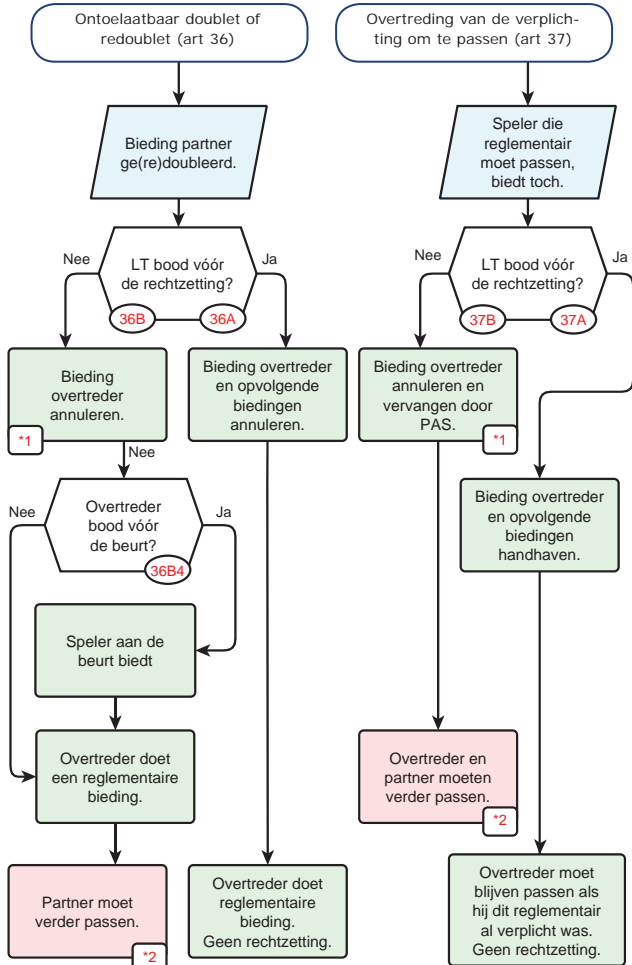 Ontoelaatbaar doublet of
redoublet (art 36)
Bieding partner
ge(re)doubleerd.
Nee
Ja
LT bood vóór
de rechtzetting?
36B
36A
Bieding
overtreder
annuleren.
*1
Bieding overtreder
en opvolgende
biedingen
annuleren.
Nee
Nee
Ja
Overtreder
bood vóór
de beurt?
36B4
Speler aan de
beurt biedt
Overtreder doet
een reglementaire
bieding.
Partner moet
verder passen.
*2
Overtreder doet
reglementaire
bieding.
Geen rechtzetting.
Overtreding van de verplich-
ting om te passen (art 37)
Speler die
reglementair
moet passen,
biedt toch.
Nee
Ja
LT bood vóór
de rechtzetting?
37B
37A
Bieding overtreder
annuleren en
vervangen door
PAS.
*1
Bieding overtreder
en opvolgende
biedingen
handhaven.
Overtreder en
partner moeten
verder passen.
*2
Overtreder moet
blijven passen als
hij dit reglementair
al verplicht was.
Geen rechtzetting.